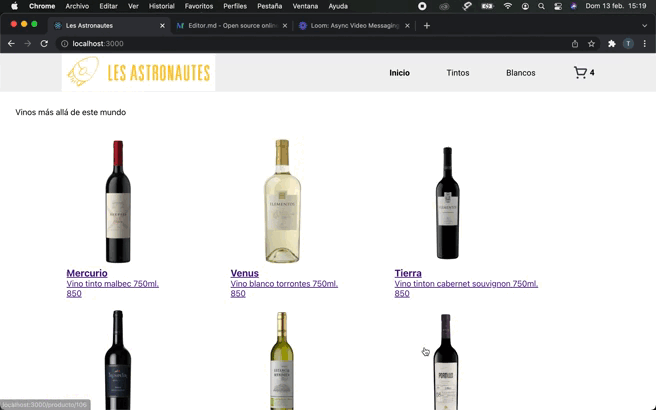 Chrome Archivo Editar Ver Historial Favoritos Perfiles Pestaña Ventana Ayuda Dom 13 feb. 15:19
Les Astronautes Editor.md - Open source online Loom: Async Video Messaging
localhost:3000 T
LES ASTRONAUTES Inicio Tintos Blancos 4
Vinos más allá de este mundo
Mercurio
Vino tinto malbec 750ml.
850
Venus
Vino blanco torrontes 750ml.
850
Tierra
Vino tinton cabernet souvignon 750ml.
850
localhost:3000/producto/106